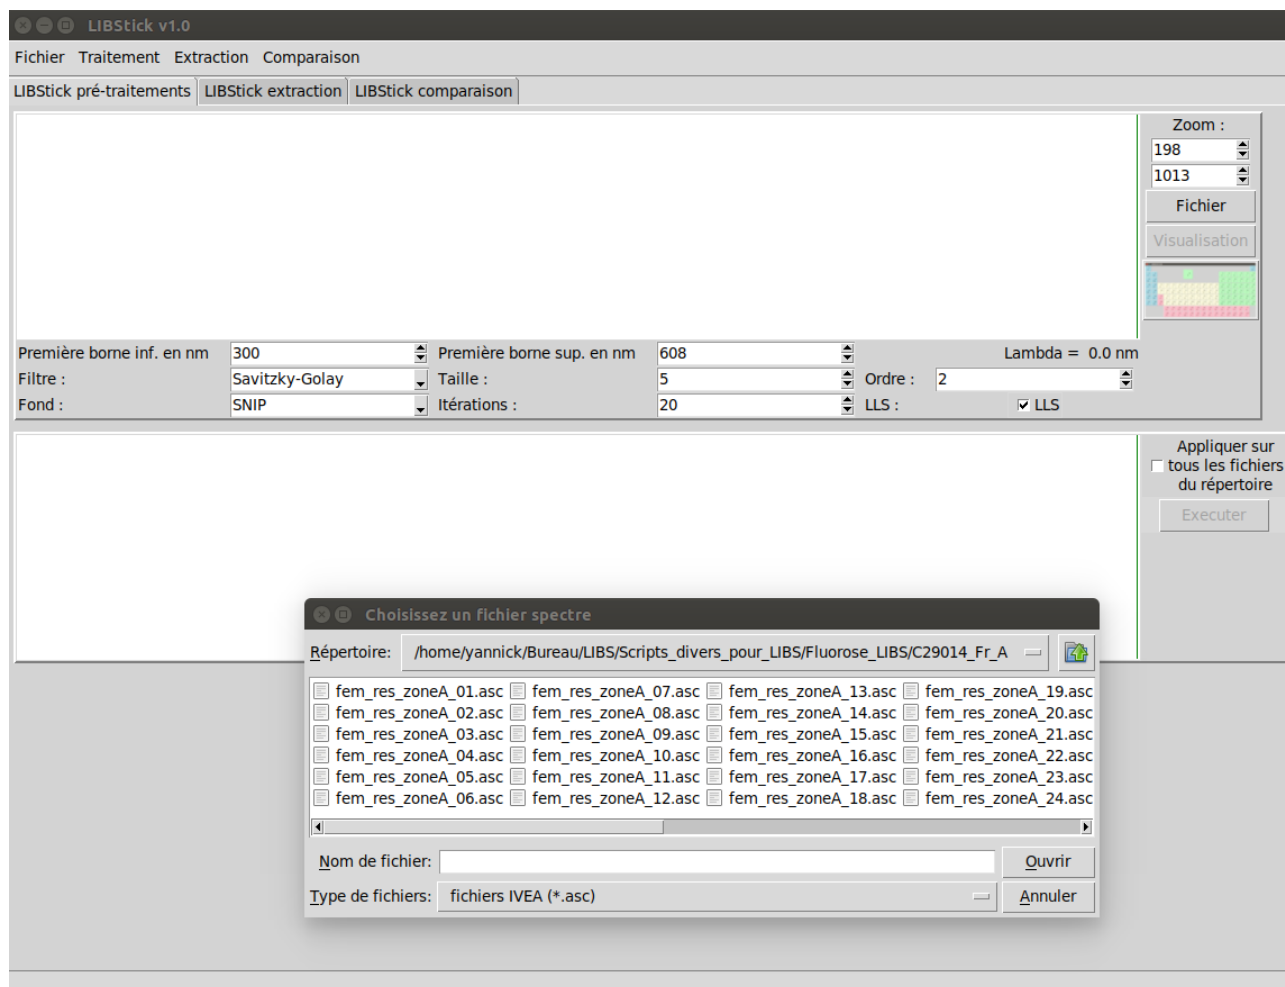 LIBStick v1.0
Fichier Traitement Extraction Comparaison
LIBStick pré-traitements LIBStick extraction LIBStick comparaison
Zoom :
198
1013
Fichier
Visualisation
Première borne inf. en nm 300 Première borne sup. en nm 608 Lambda = 0.0 nm
Filtre : Savitzky-Golay Taille : 5 Ordre : 2
Fond : SNIP Itérations : 20 LLS : LLS
Appliquer sur
tous les fichiers
du répertoire
Executer
Choisissez un fichier spectre
Répertoire: /home/yannick/Bureau/LIBS/Scripts_divers_pour_LIBS/Fluorose_LIBS/C29014_Fr_A
fem_res_zoneA_01.asc fem_res_zoneA_07.asc fem_res_zoneA_13.asc fem_res_zoneA_19.asc
fem_res_zoneA_02.asc fem_res_zoneA_08.asc fem_res_zoneA_14.asc fem_res_zoneA_20.asc
fem_res_zoneA_03.asc fem_res_zoneA_09.asc fem_res_zoneA_15.asc fem_res_zoneA_21.asc
fem_res_zoneA_04.asc fem_res_zoneA_10.asc fem_res_zoneA_16.asc fem_res_zoneA_22.asc
fem_res_zoneA_05.asc fem_res_zoneA_11.asc fem_res_zoneA_17.asc fem_res_zoneA_23.asc
fem_res_zoneA_06.asc fem_res_zoneA_12.asc fem_res_zoneA_18.asc fem_res_zoneA_24.asc
Nom de fichier: Ouvrir
Type de fichiers: fichiers IVEA (*.asc) Annuler